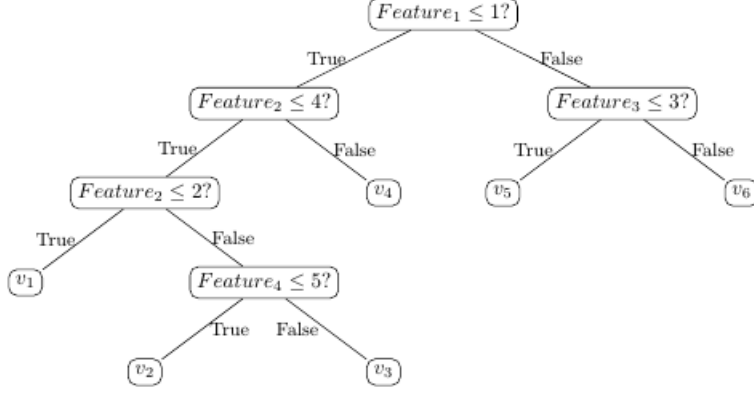 Feature₁ ≤ 1?
True
False
Feature₂ ≤ 4?
Feature₃ ≤ 3?
True
False
True
False
Feature₂ ≤ 2?
v₄
v₅
v₆
True
False
v₁
Feature₄ ≤ 5?
True
False
v₂
v₃